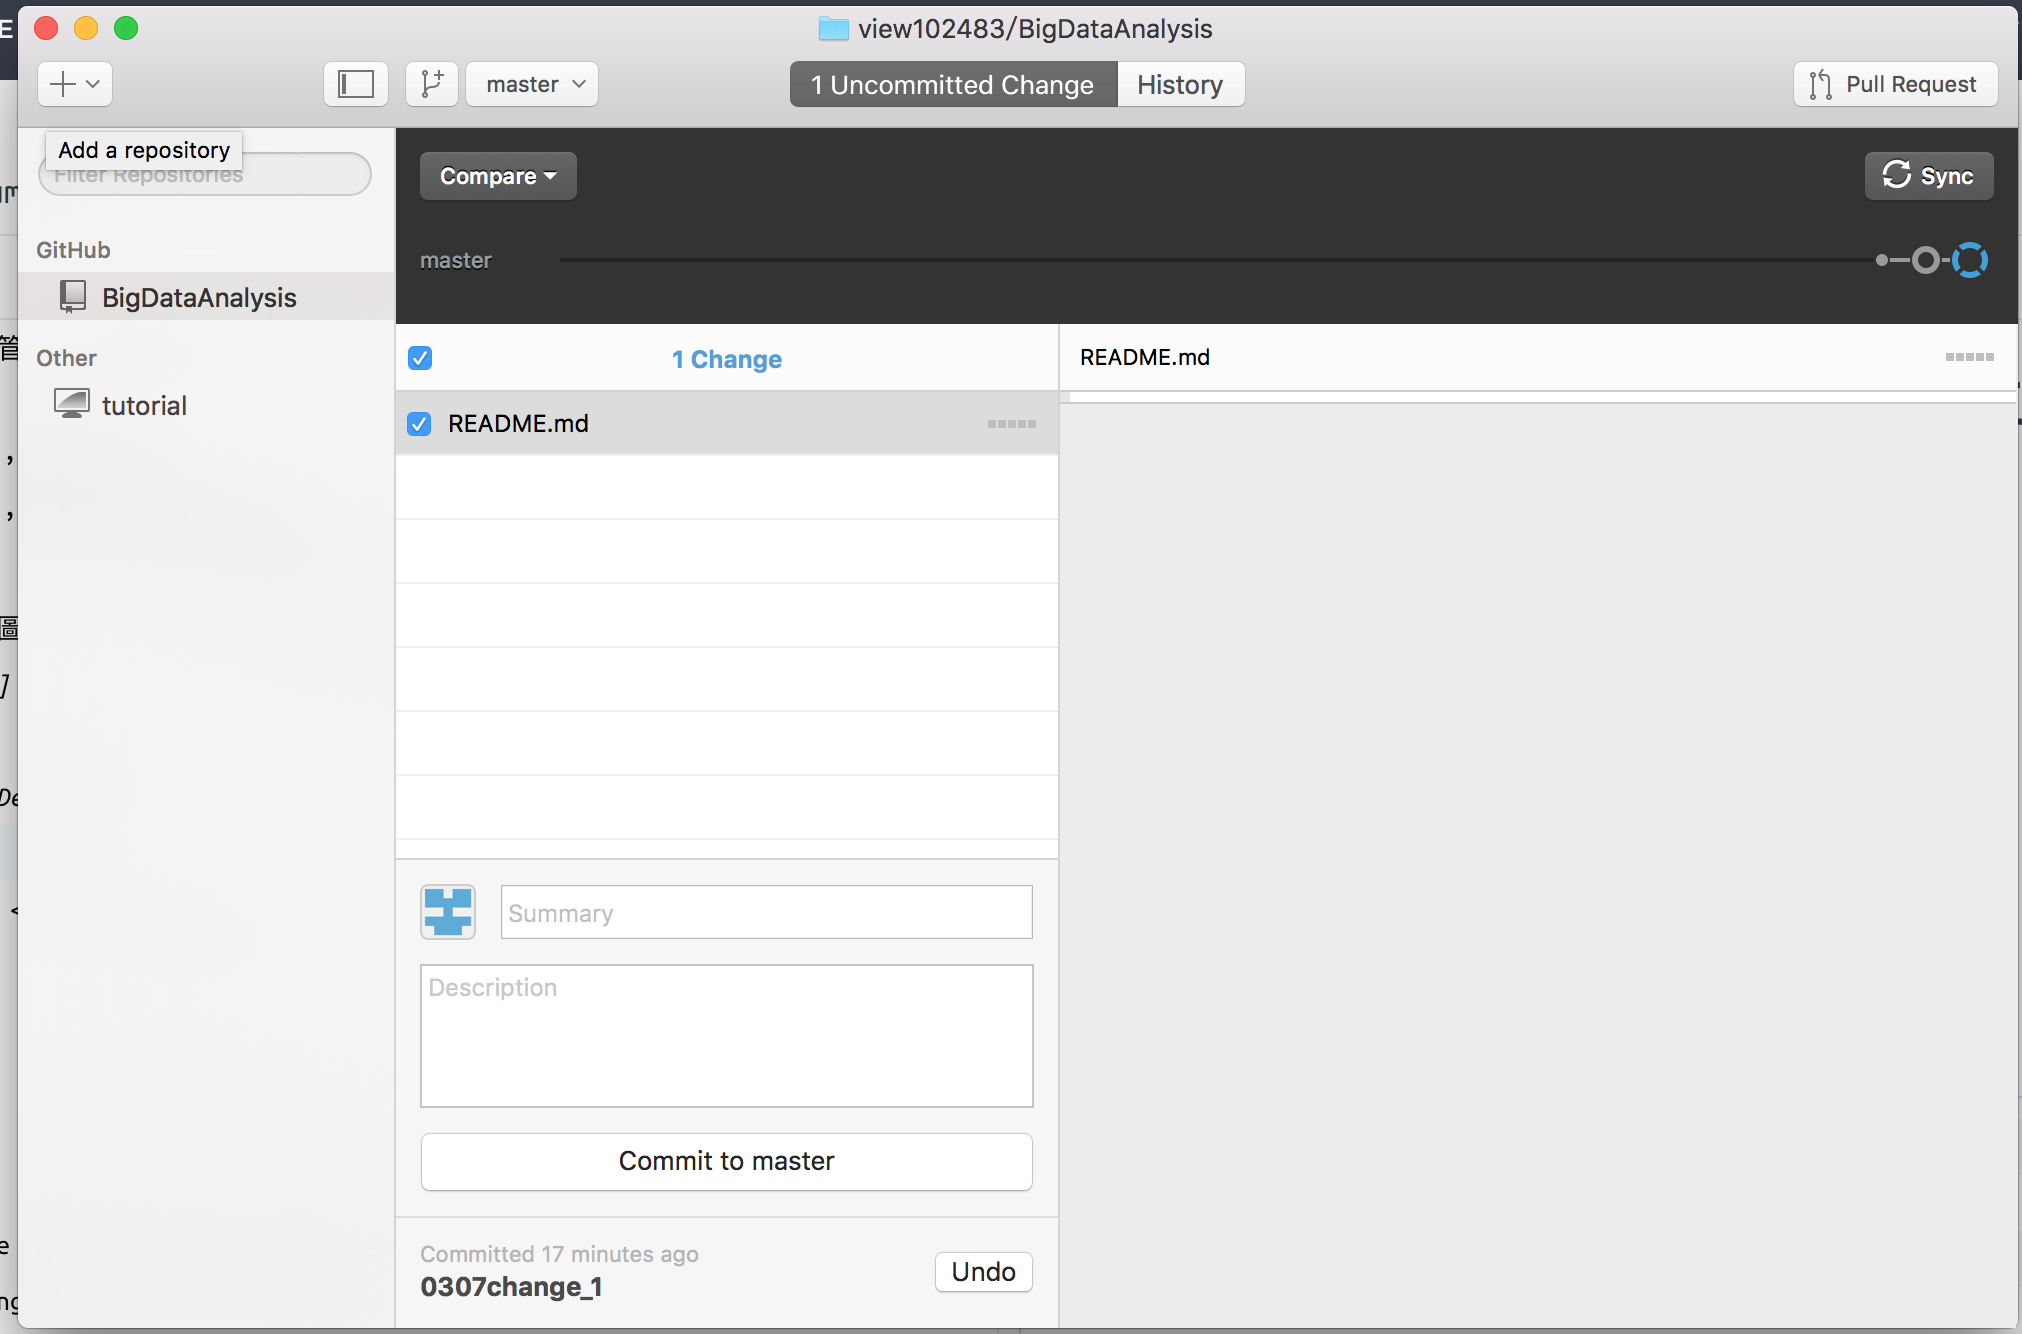 view102483/BigDataAnalysis
master
1 Uncommitted Change
History
Pull Request
Add a repository
Filter Repositories
Compare
Sync
GitHub
master
BigDataAnalysis
Other
1 Change
README.md
tutorial
README.md
Summary
Description
Commit to master
Committed 17 minutes ago
0307change_1
Undo